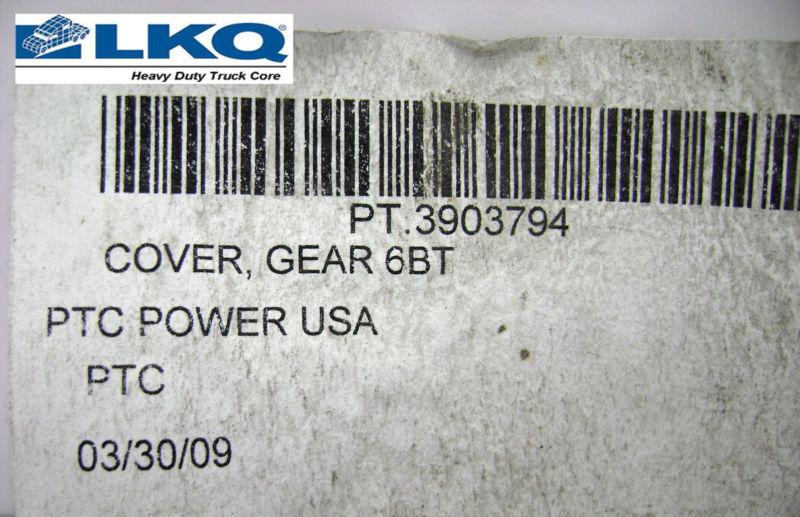 LKQ®
Heavy Duty Truck Core
PT.3903794
COVER, GEAR 6BT
PTC POWER USA
PTC
03/30/09